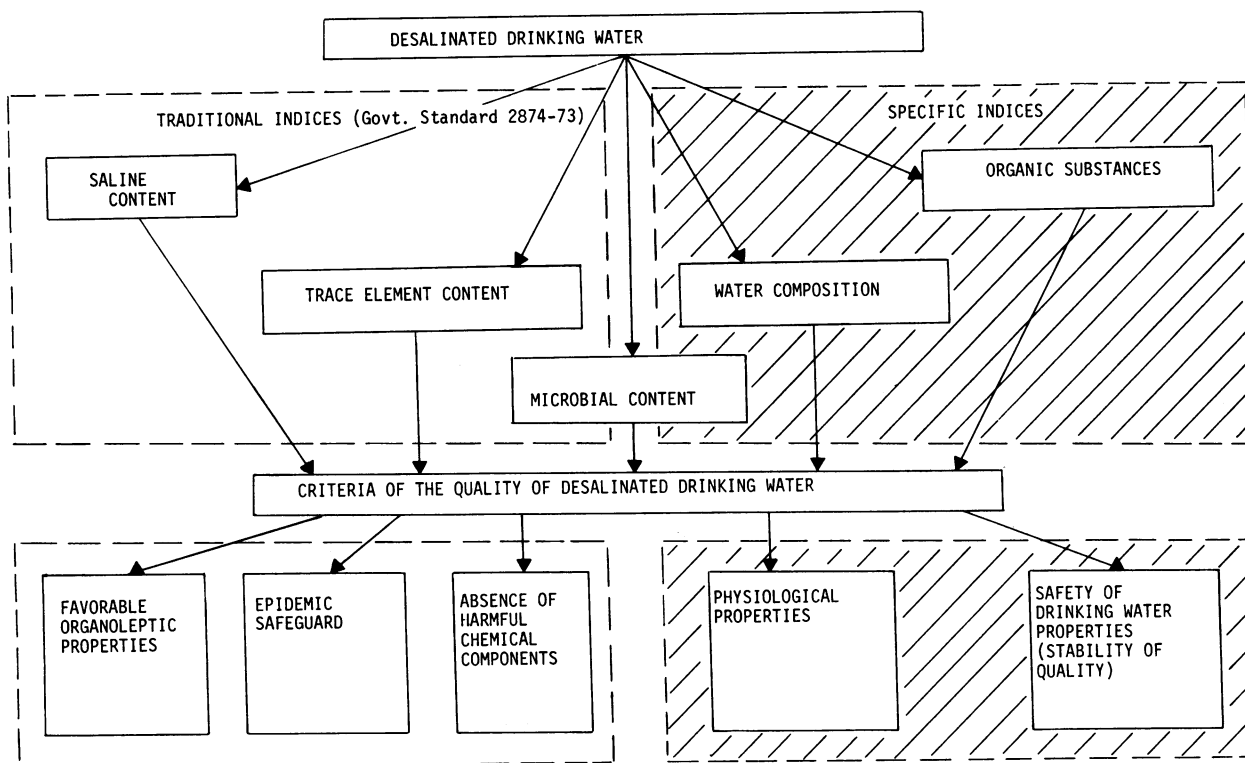 DESALINATED DRINKING WATER
TRADITIONAL INDICES (Govt. Standard 2874-73)
SPECIFIC INDICES
SALINE
CONTENT
ORGANIC SUBSTANCES
TRACE ELEMENT CONTENT
WATER COMPOSITION
MICROBIAL CONTENT
CRITERIA OF THE QUALITY OF DESALINATED DRINKING WATER
FAVORABLE
ORGANOLEPTIC
PROPERTIES
EPIDEMIC
SAFEGUARD
ABSENCE OF
HARMFUL
CHEMICAL
COMPONENTS
PHYSIOLOGICAL
PROPERTIES
SAFETY OF
DRINKING WATER
PROPERTIES
(STABILITY OF
QUALITY)